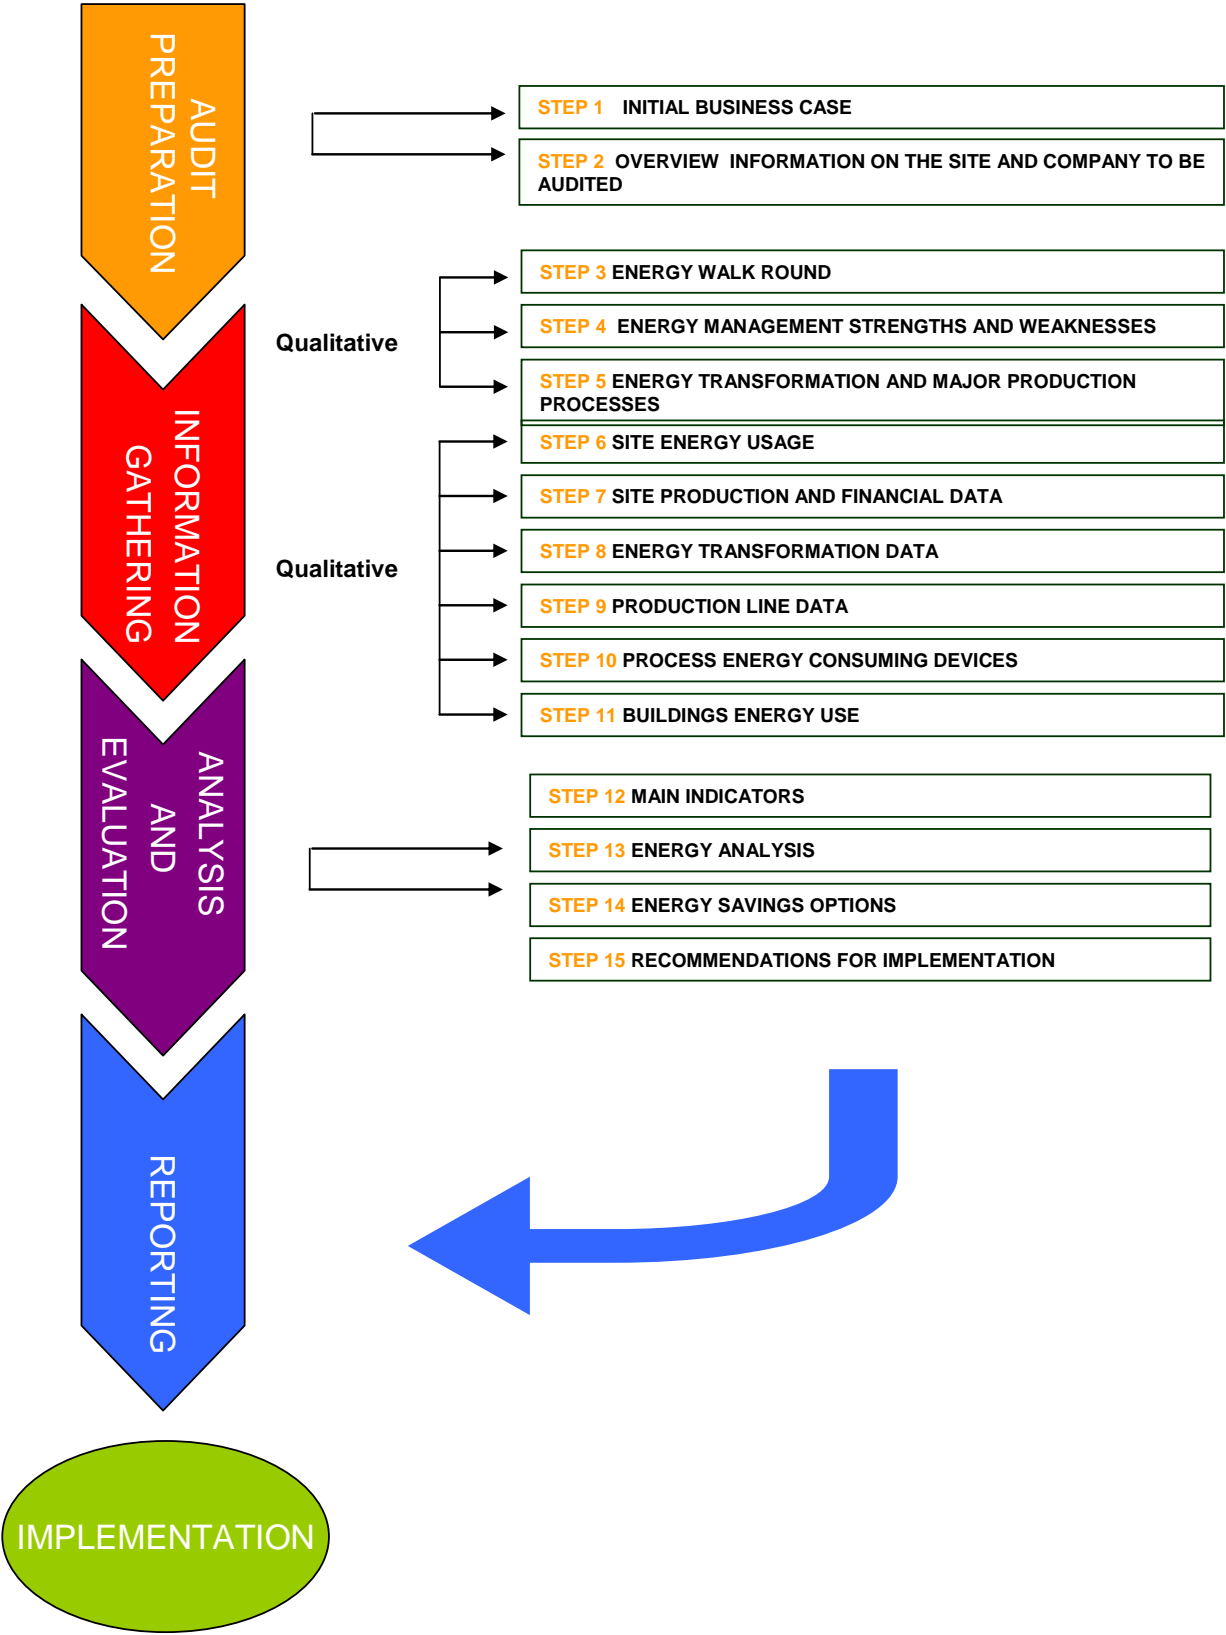 AUDIT
PREPARATION
STEP 1 INITIAL BUSINESS CASE
STEP 2 OVERVIEW INFORMATION ON THE SITE AND COMPANY TO BE
AUDITED
INFORMATION
GATHERING
Qualitative
STEP 3 ENERGY WALK ROUND
STEP 4 ENERGY MANAGEMENT STRENGTHS AND WEAKNESSES
STEP 5 ENERGY TRANSFORMATION AND MAJOR PRODUCTION
PROCESSES
Qualitative
STEP 6 SITE ENERGY USAGE
STEP 7 SITE PRODUCTION AND FINANCIAL DATA
STEP 8 ENERGY TRANSFORMATION DATA
STEP 9 PRODUCTION LINE DATA
STEP 10 PROCESS ENERGY CONSUMING DEVICES
STEP 11 BUILDINGS ENERGY USE
ANALYSIS
AND
EVALUATION
STEP 12 MAIN INDICATORS
STEP 13 ENERGY ANALYSIS
STEP 14 ENERGY SAVINGS OPTIONS
STEP 15 RECOMMENDATIONS FOR IMPLEMENTATION
REPORTING
IMPLEMENTATION